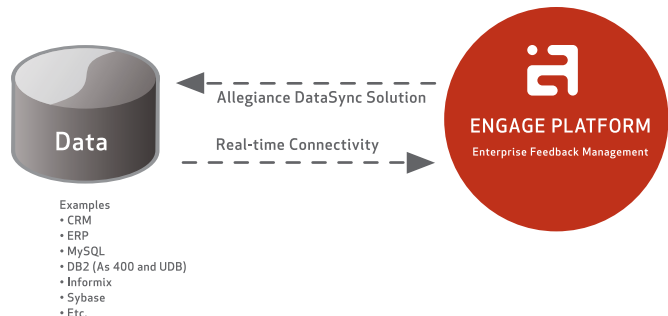 Data
Allegiance DataSync Solution
Real-time Connectivity
ENGAGE PLATFORM
Enterprise Feedback Management
Examples
• CRM
• ERP
• MySQL
• DB2 (As 400 and UDB)
• Informix
• Sybase
• Etc.